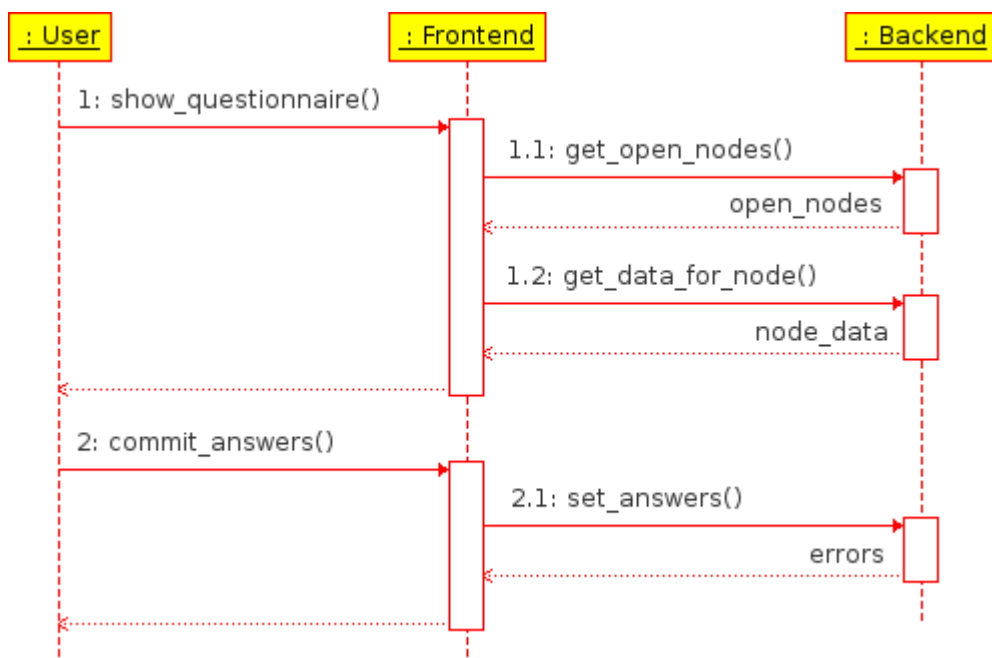 : User
: Frontend
: Backend
1: show_questionnaire()
1.1: get_open_nodes()
open_nodes
1.2: get_data_for_node()
node_data
2: commit_answers()
2.1: set_answers()
errors